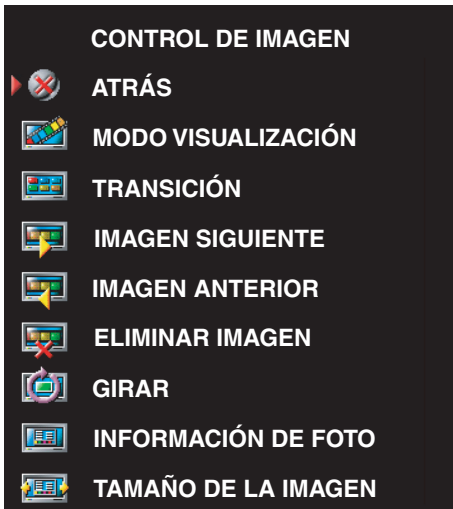 CONTROL DE IMAGEN
ATRÁS
MODO VISUALIZACIÓN
TRANSICIÓN
IMAGEN SIGUIENTE
IMAGEN ANTERIOR
ELIMINAR IMAGEN
GIRAR
INFORMACIÓN DE FOTO
TAMAÑO DE LA IMAGEN